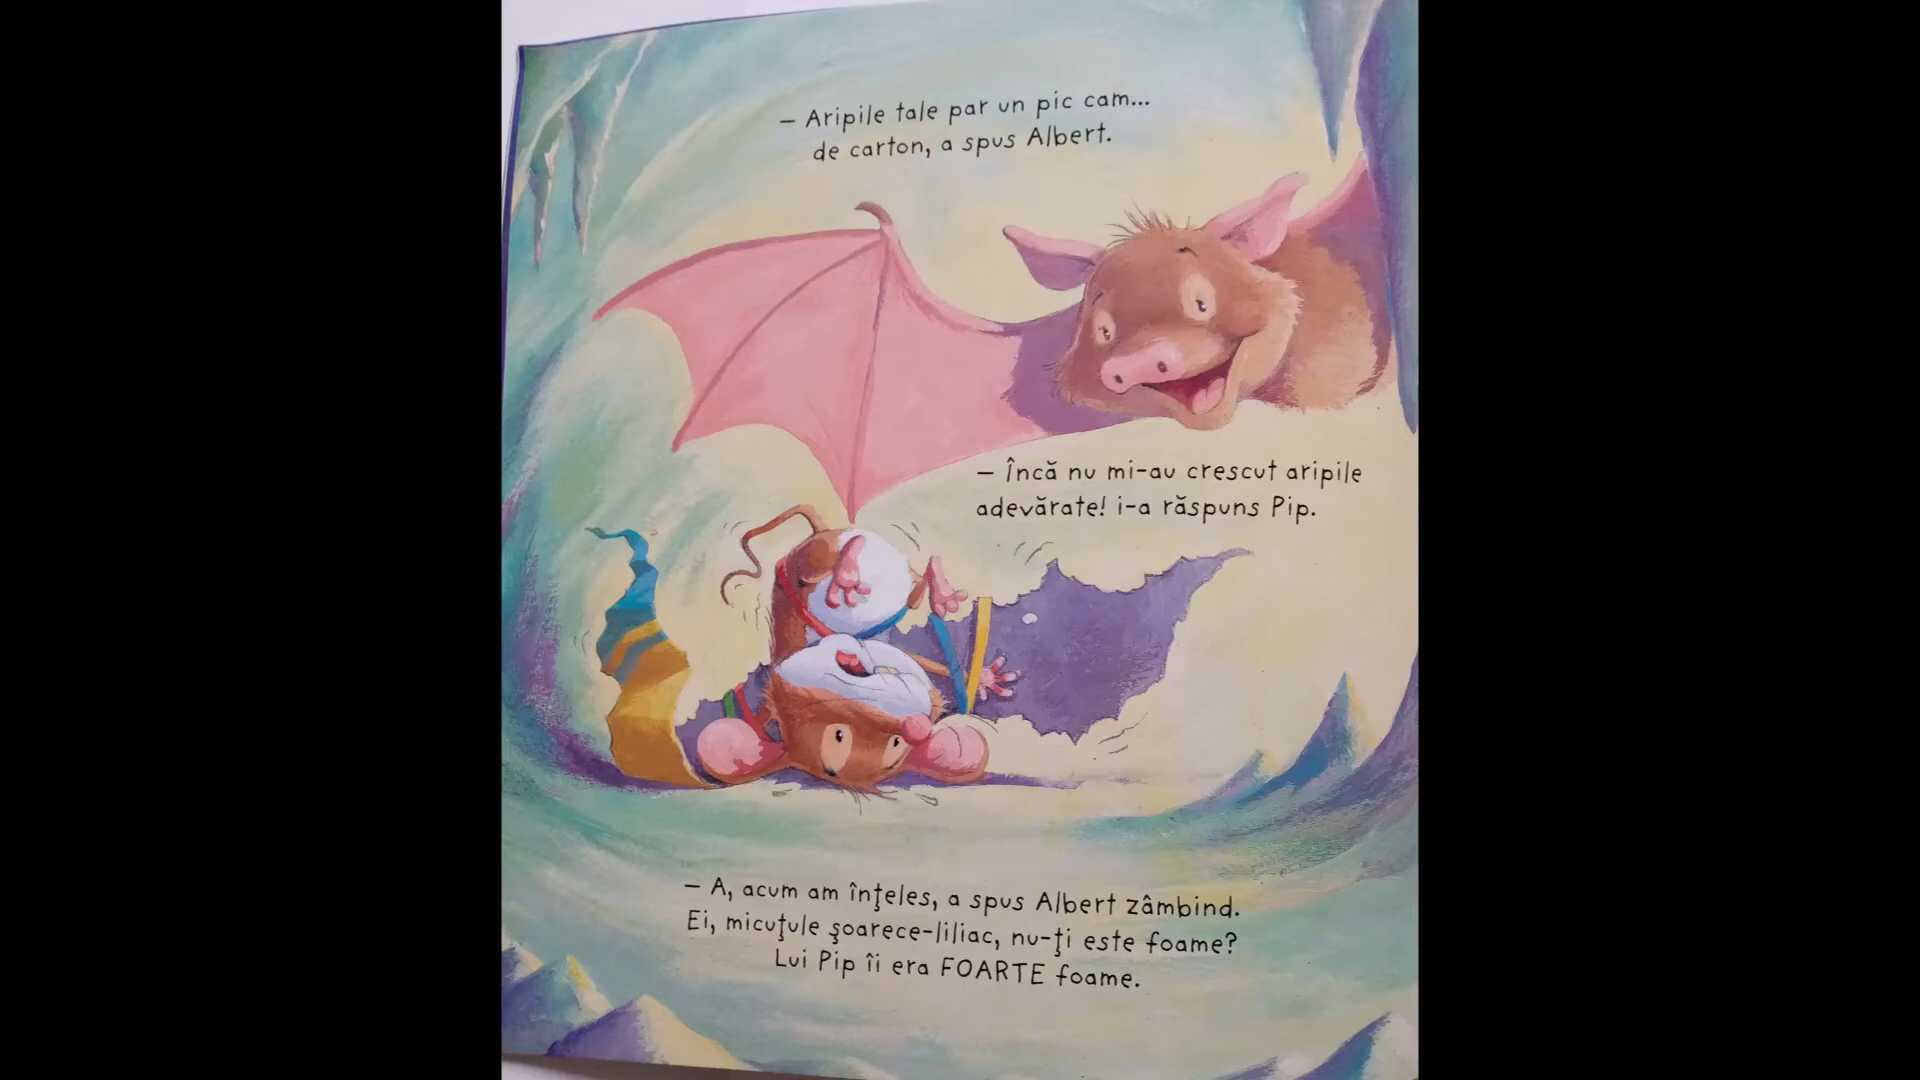 – Aripile tale par un pic cam...
de carton, a spus Albert.
– Încă nu mi-au crescut aripile
adevărate! i-a răspuns Pip.
– A, acum am înţeles, a spus Albert zâmbind.
Ei, micuţule şoarece-liliac, nu-ţi este foame?
Lui Pip îi era FOARTE foame.